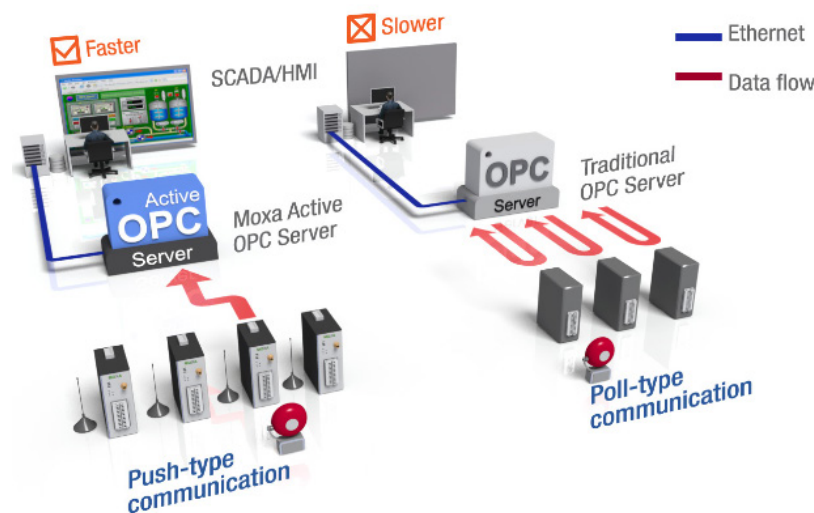 Faster
SCADA/HMI
Active
OPC
Server
Moxa Active
OPC Server
Push-type
communication
Slower
OPC
Server
Traditional
OPC Server
Poll-type
communication
Ethernet
Data flow